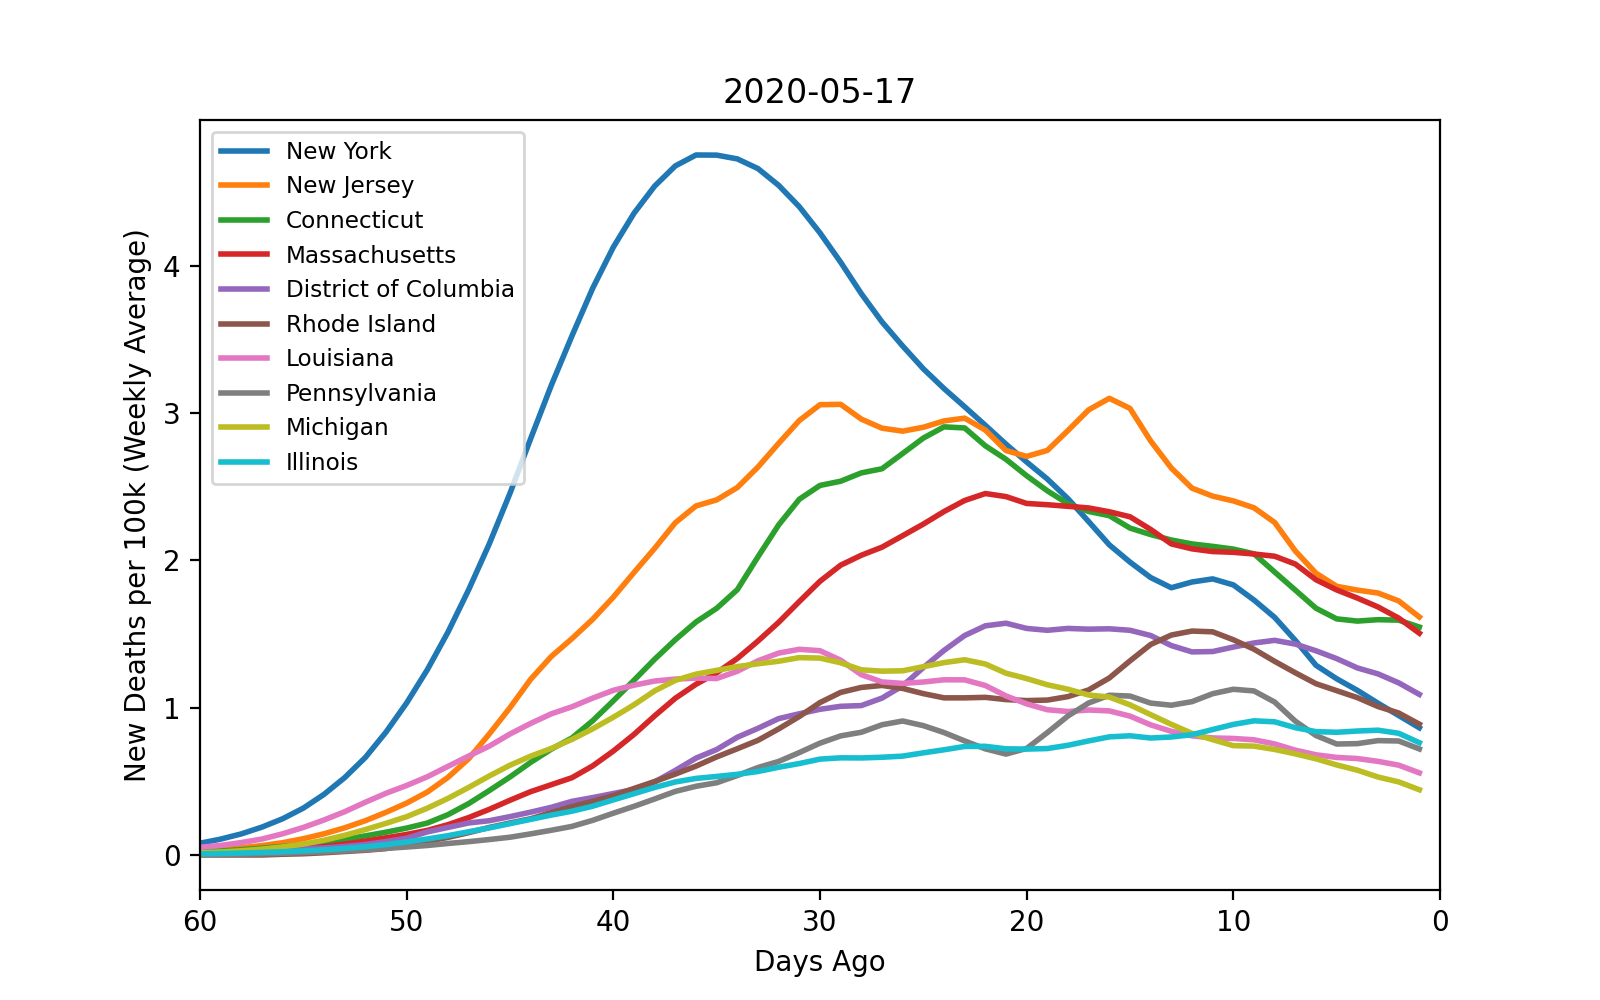 2020-05-17
New York
New Jersey
Connecticut
Massachusetts
District of Columbia
Rhode Island
Louisiana
Pennsylvania
Michigan
Illinois
New Deaths per 100k (Weekly Average)
4
3
2
1
0
60 50 40 30 20 10 0
Days Ago